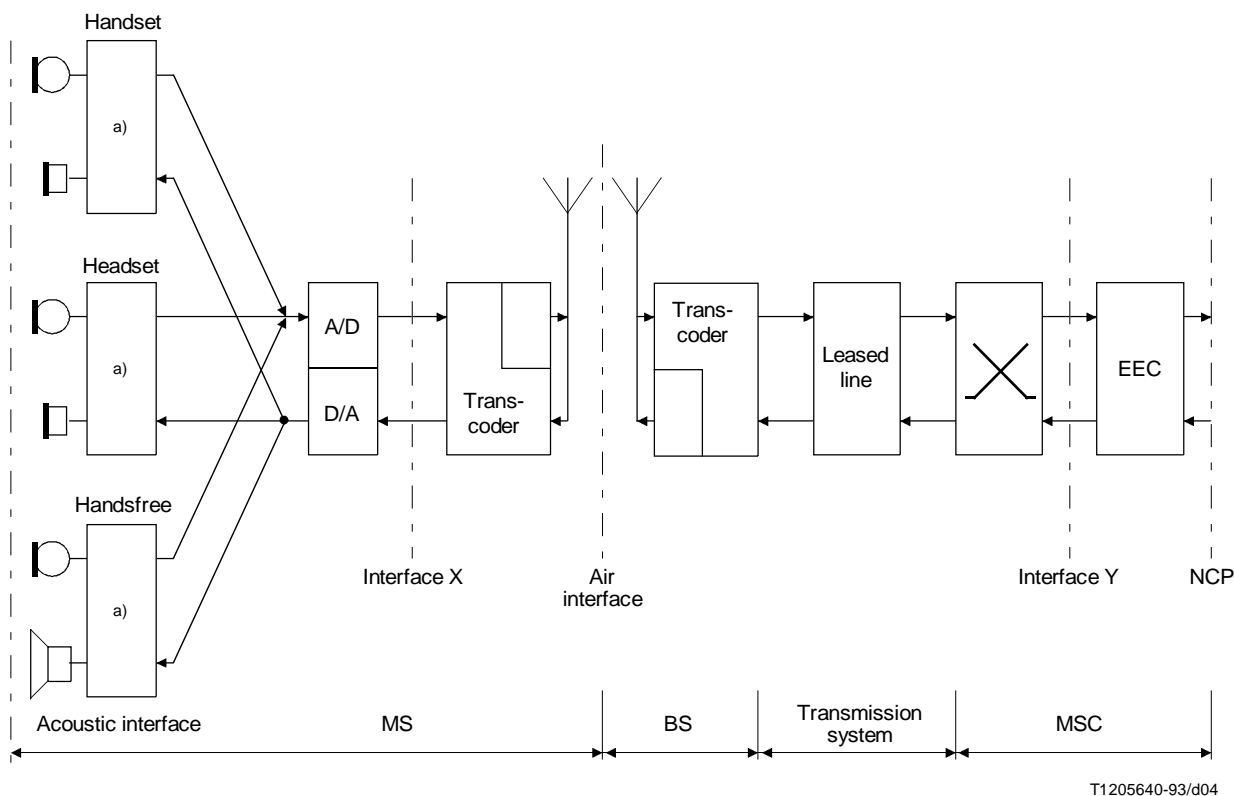 Handset
a)
Headset
a)
Handsfree
a)
A/D
D/A
Trans-
coder
Trans-
coder
Leased
line
EEC
Interface X
Air
interface
Interface Y
NCP
Acoustic interface
MS
BS
Transmission
system
MSC
T1205640-93/d04